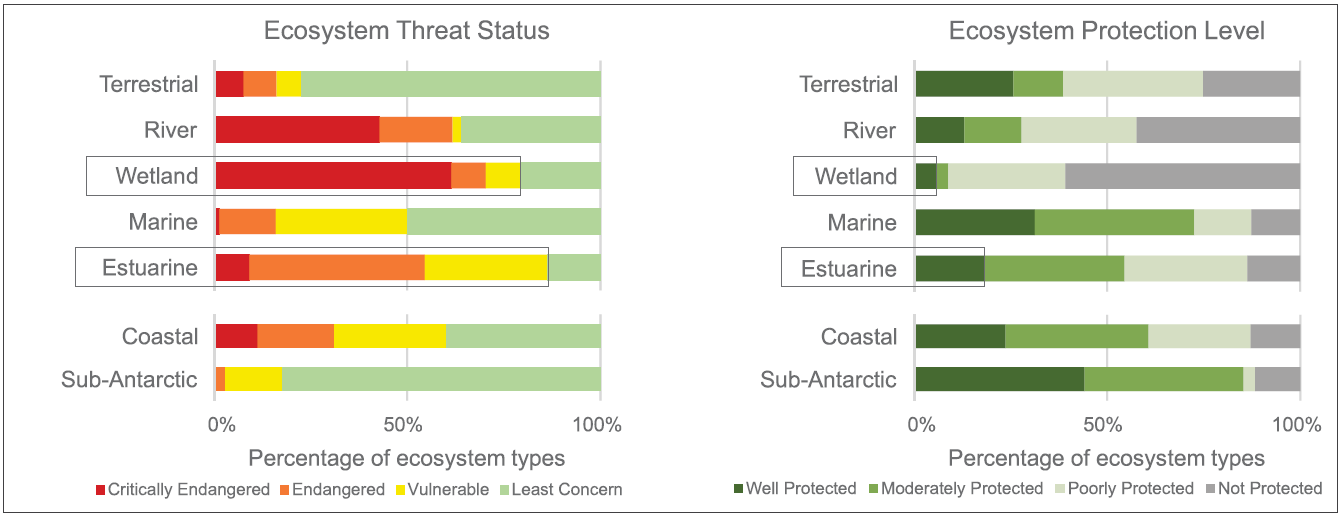 Ecosystem Threat Status
Terrestrial
River
Wetland
Marine
Estuarine
Coastal
Sub-Antarctic
0% 50% 100%
Percentage of ecosystem types
Critically Endangered Endangered Vulnerable Least Concern
Ecosystem Protection Level
Terrestrial
River
Wetland
Marine
Estuarine
Coastal
Sub-Antarctic
0% 50% 100%
Percentage of ecosystem types
Well Protected Moderately Protected Poorly Protected Not Protected